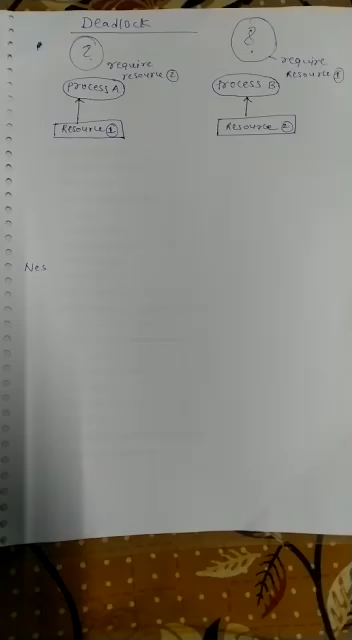 Deadlock
?
require
resource 2
Process A
Resource 1
?
require
Resource 1
Process B
Resource 2
Nes